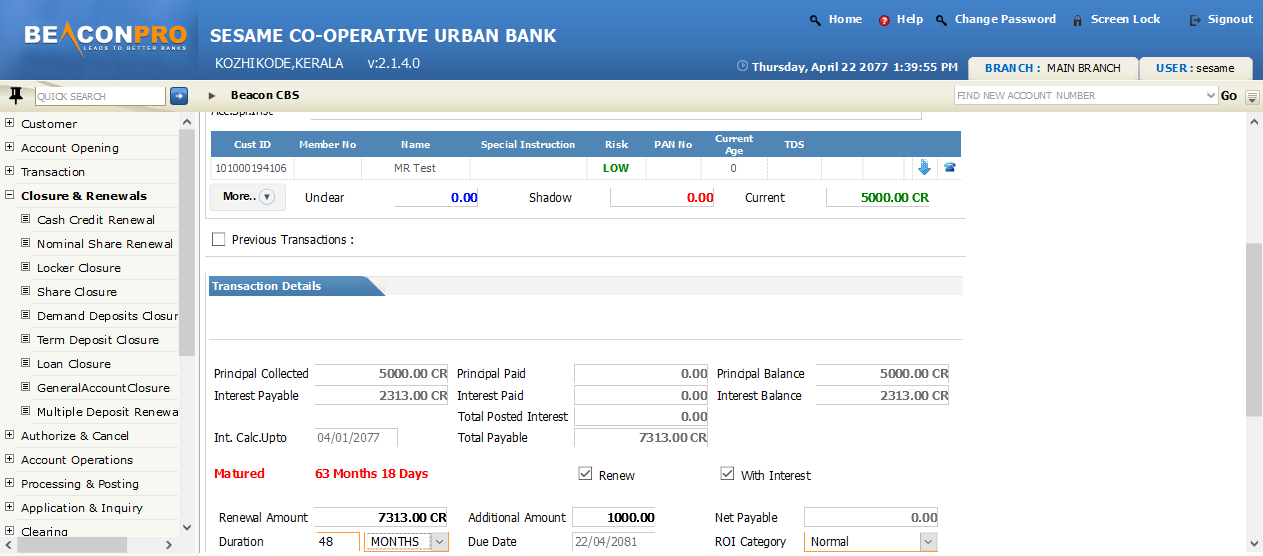 BEACONPRO
LEADS TO BETTER BANKS
Home Help Change Password Screen Lock Signout
SESAME CO-OPERATIVE URBAN BANK
KOZHIKODE,KERALA v:2.1.4.0
Thursday, April 22 2077 1:39:55 PM BRANCH : MAIN BRANCH USER : sesame
QUICK SEARCH
Beacon CBS
FIND NEW ACCOUNT NUMBER Go
Customer
Account Opening
Transaction
Closure & Renewals
Cash Credit Renewal
Nominal Share Renewal
Locker Closure
Share Closure
Demand Deposits Closur
Term Deposit Closure
Loan Closure
GeneralAccountClosure
Multiple Deposit Renewa
Authorize & Cancel
Account Operations
Processing & Posting
Application & Inquiry
Clearing
Acc.Spl.Inst
Cust ID Member No Name Special Instruction Risk PAN No Current Age TDS
101000194106 MR Test LOW 0
More.. Unclear 0.00 Shadow 0.00 Current 5000.00 CR
Previous Transactions :
Transaction Details
Principal Collected 5000.00 CR Principal Paid 0.00 Principal Balance 5000.00 CR
Interest Payable 2313.00 CR Interest Paid 0.00 Interest Balance 2313.00 CR
Total Posted Interest 0.00
Int. Calc.Upto 04/01/2077 Total Payable 7313.00 CR
Matured 63 Months 18 Days Renew With Interest
Renewal Amount 7313.00 CR Additional Amount 1000.00 Net Payable 0.00
Duration 48 MONTHS Due Date 22/04/2081 ROI Category Normal